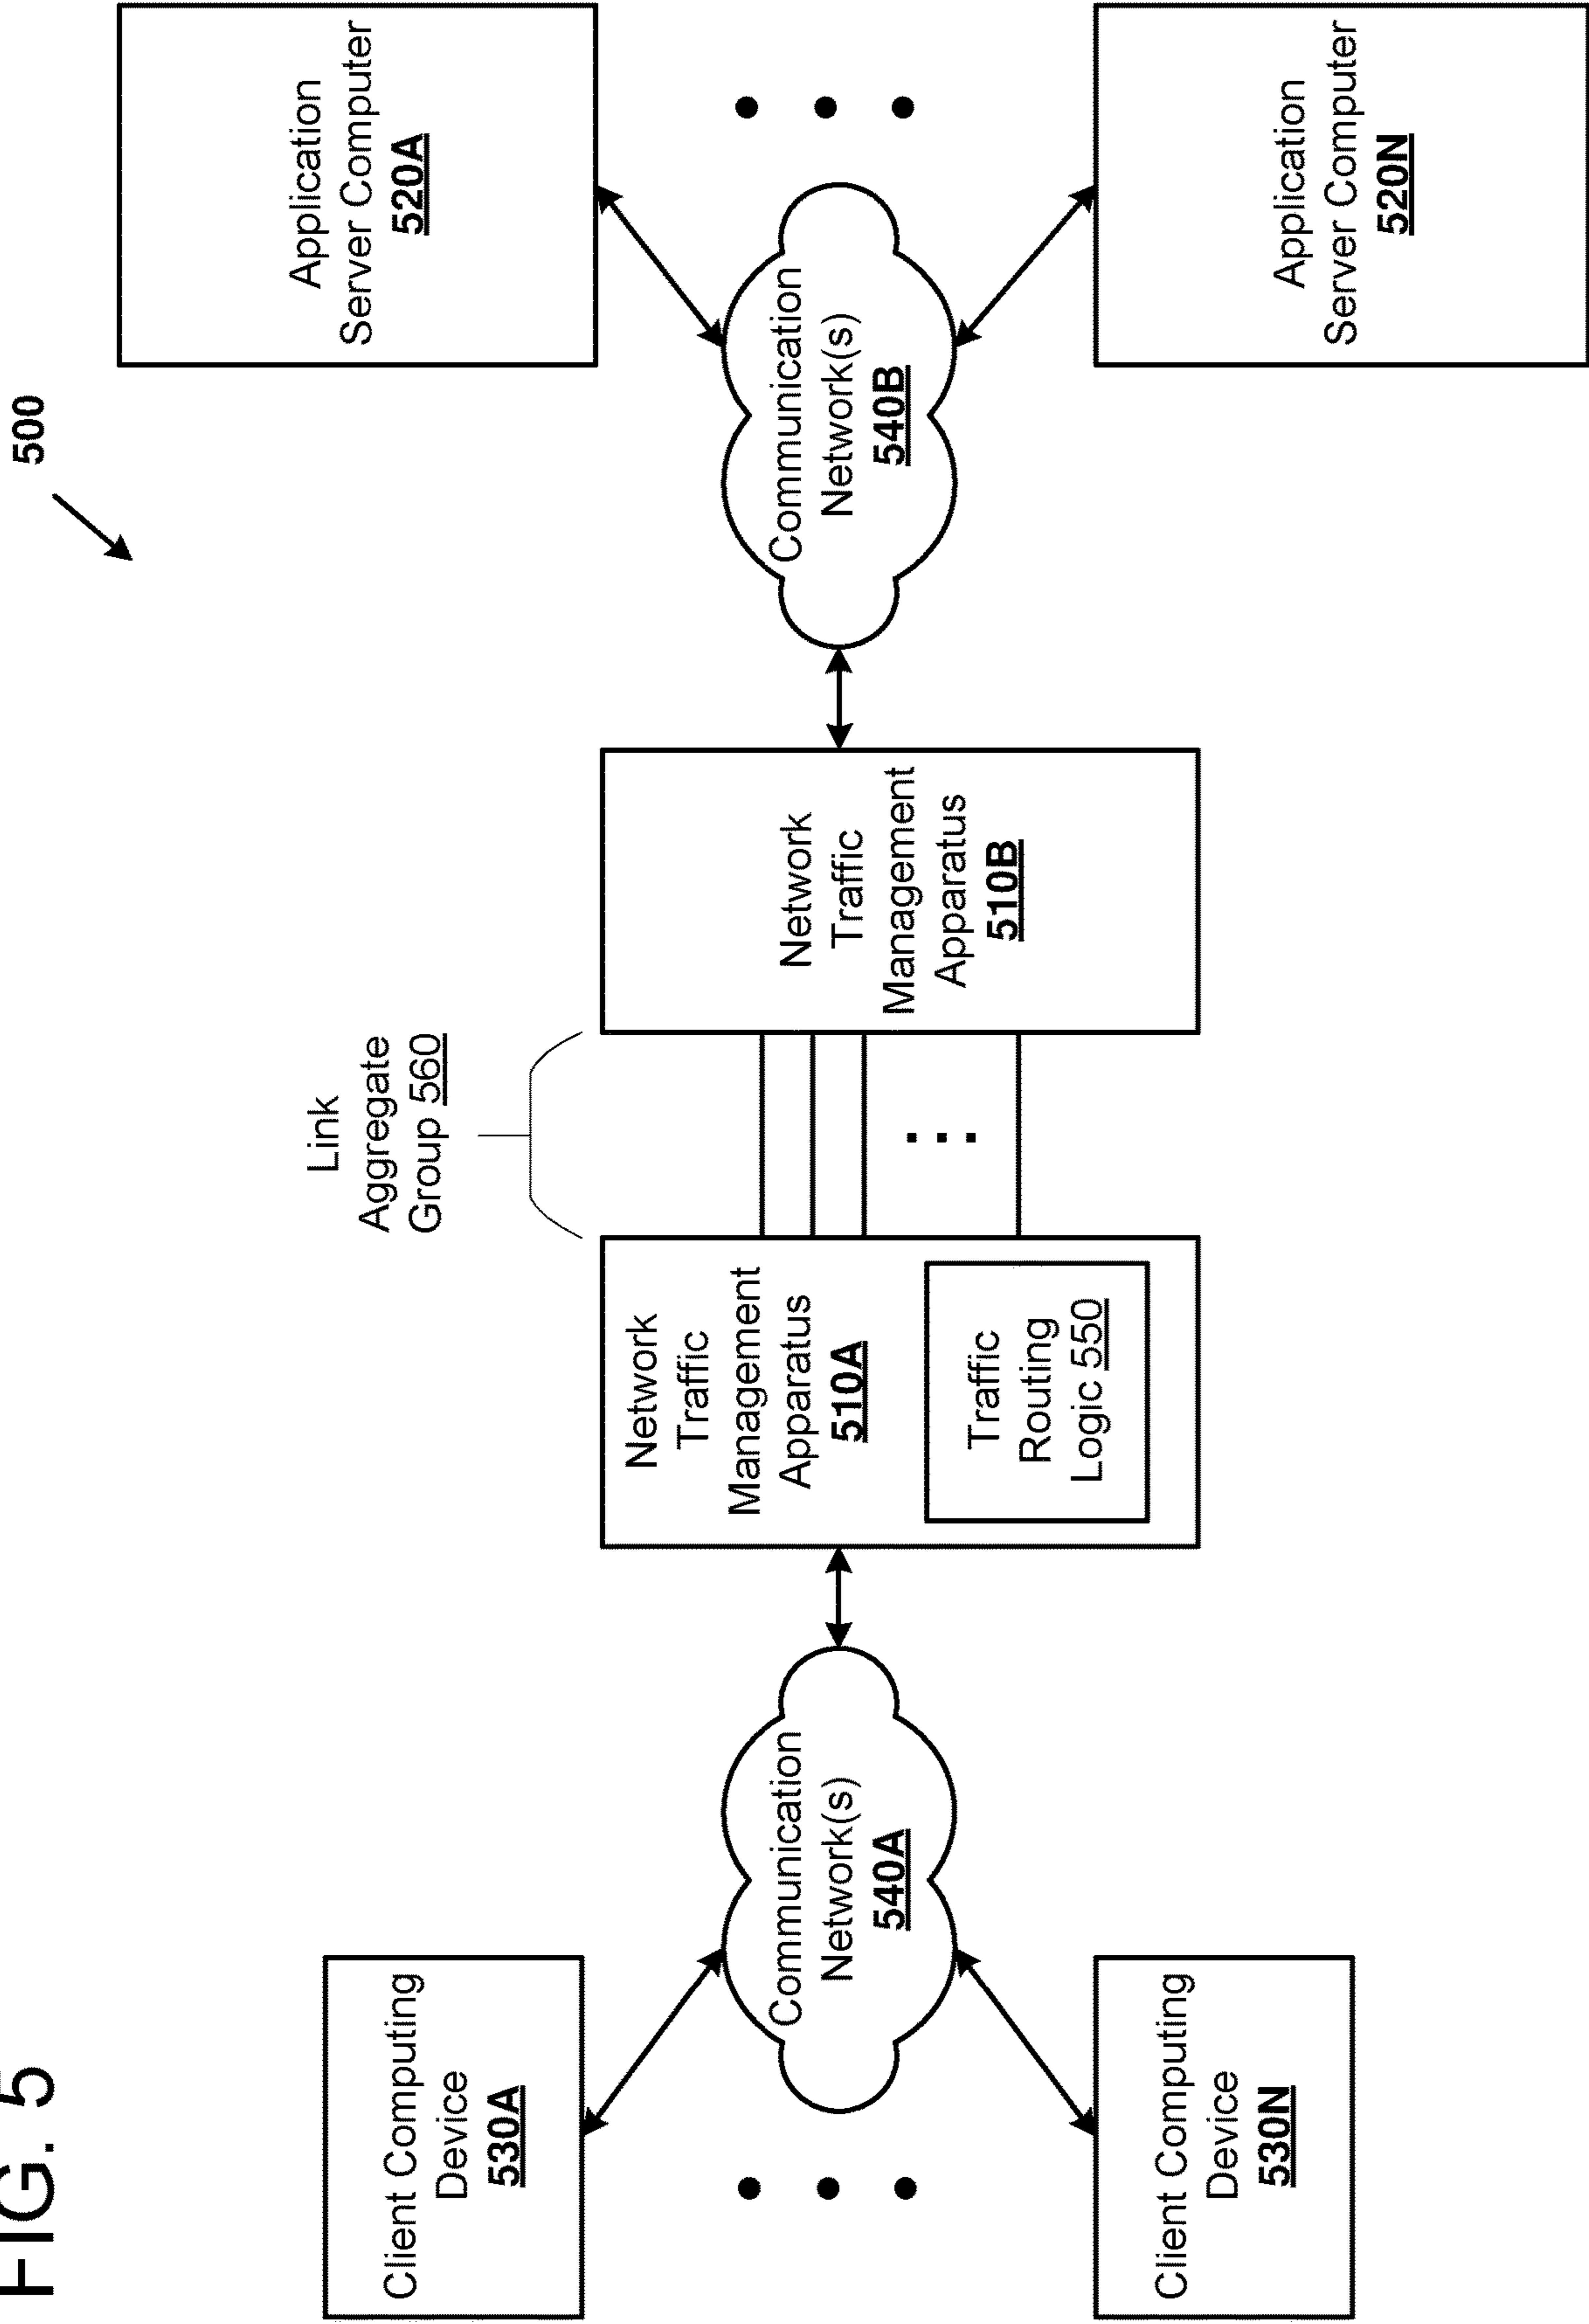 FIG. 5
500
Client Computing
Device
530A
Client Computing
Device
530N
Communication
Network(s)
540A
Network
Traffic
Management
Apparatus
510A
Traffic
Routing
Logic 550
Link
Aggregate
Group 560
Network
Traffic
Management
Apparatus
510B
Communication
Network(s)
540B
Application
Server Computer
520A
Application
Server Computer
520N